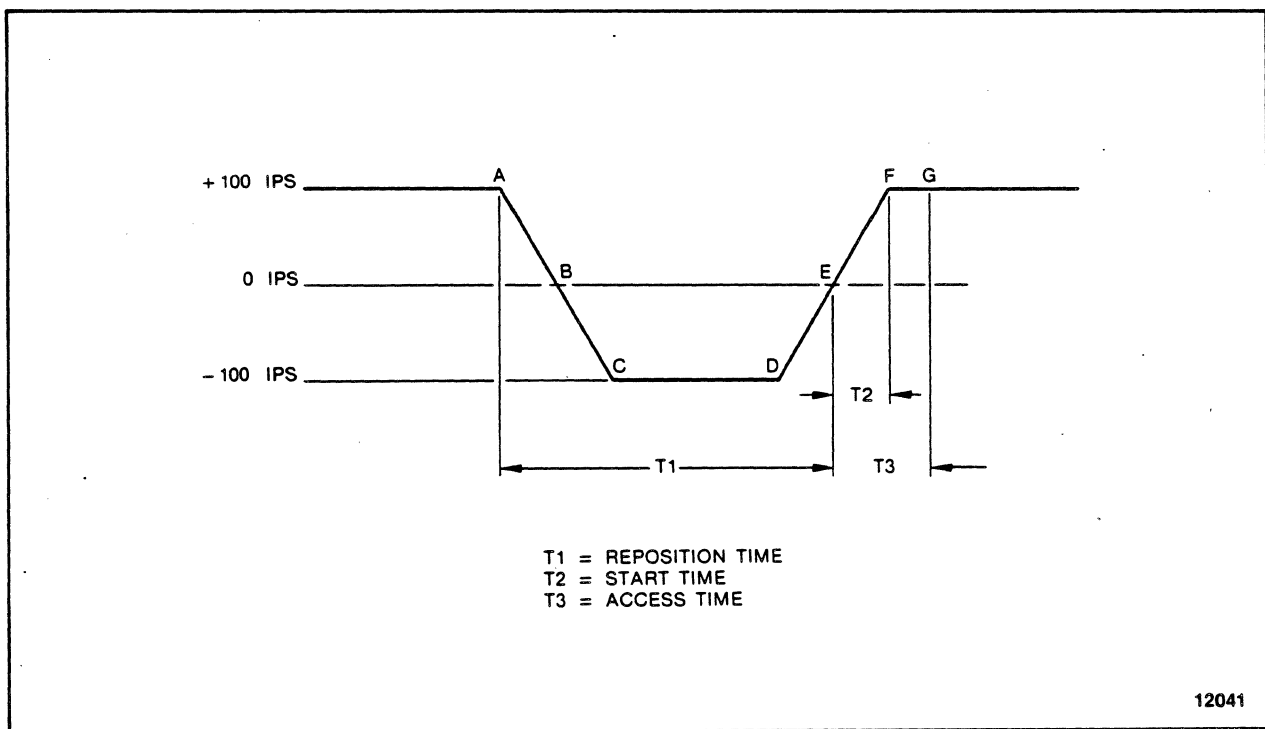 A
F G
+ 100 IPS
B
E
0 IPS
C
D
- 100 IPS
T2
T1
T3
T1 = REPOSITION TIME
T2 = START TIME
T3 = ACCESS TIME
12041